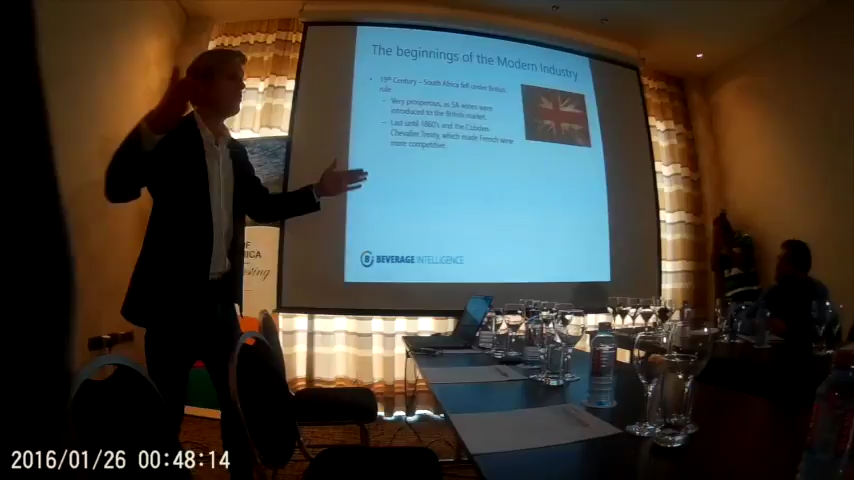 The beginnings of the Modern Industry
• 19th Century – South Africa fell under British
rule
– Very prosperous, as SA wines were
introduced to the British market.
– Last until 1860's and the Cobden
Chevalier Treaty, which made French wine
more competitive.
B BEVERAGE INTELLIGENCE
OF
RICA
2016/01/26 00:48:14